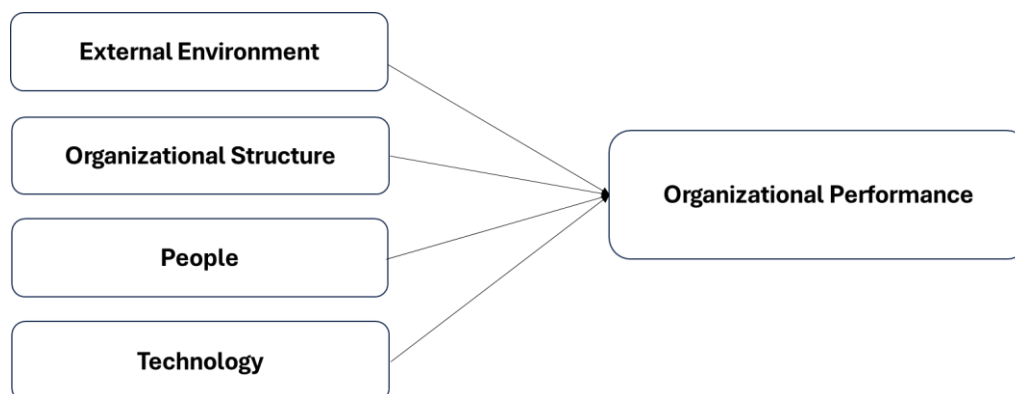 External Environment
Organizational Structure
People
Technology
Organizational Performance